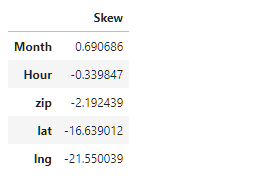 Skew
Month 0.690686
Hour -0.339847
zip -2.192439
lat -16.639012
lng -21.550039